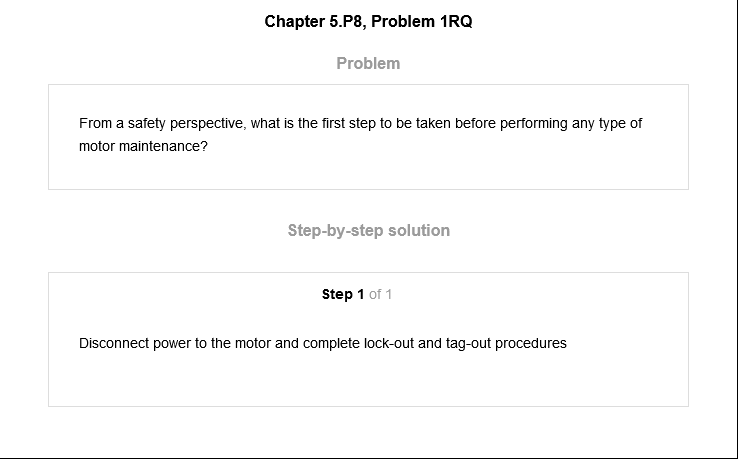 Chapter 5.P8, Problem 1RQ
Problem
From a safety perspective, what is the first step to be taken before performing any type of
motor maintenance?
Step-by-step solution
Step 1 of 1
Disconnect power to the motor and complete lock-out and tag-out procedures